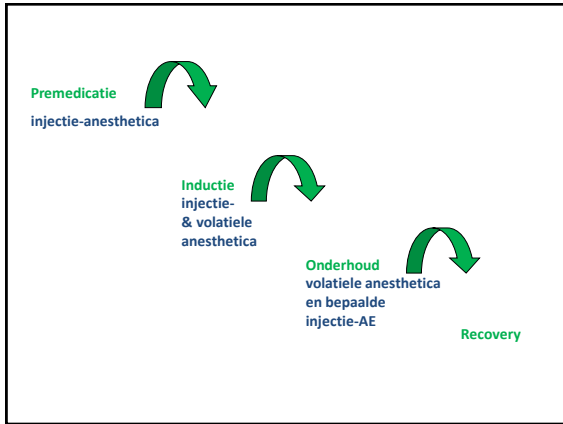 Premedicatie
injectie-anesthetica
Inductie
injectie-
& volatiele
anesthetica
Onderhoud
volatiele anesthetica
en bepaalde
injectie-AE
Recovery